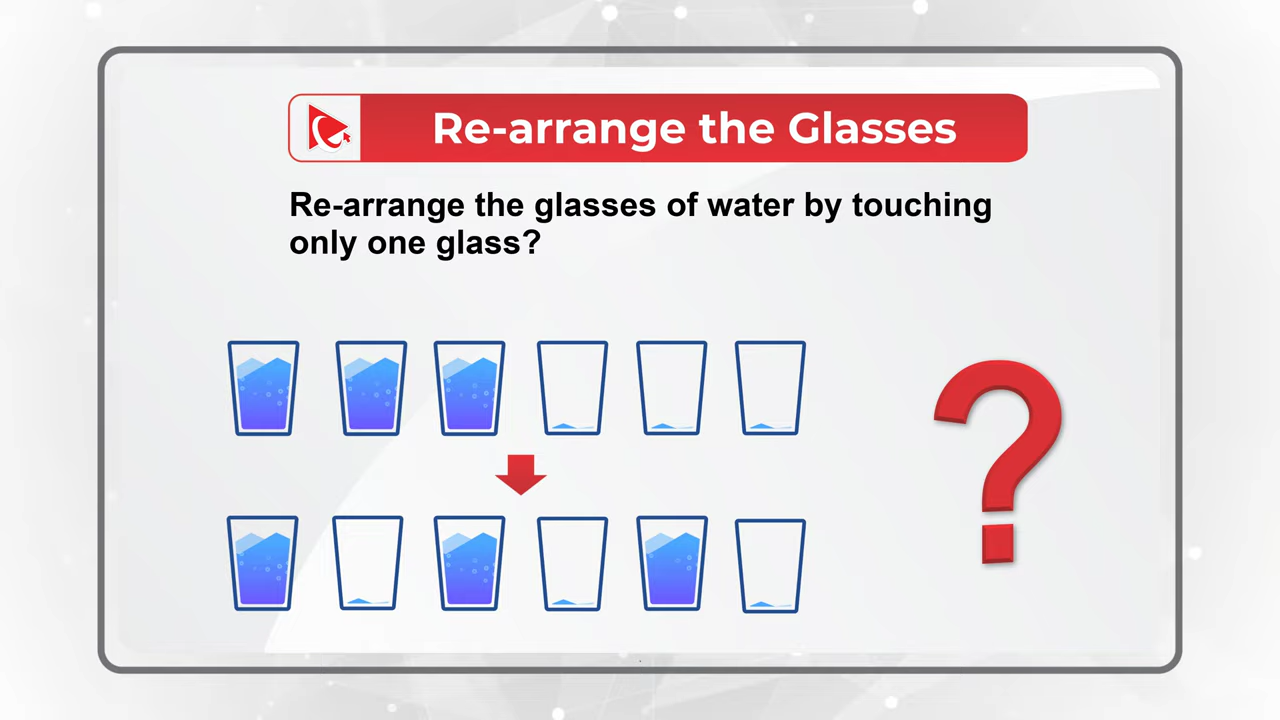 Re-arrange the Glasses
Re-arrange the glasses of water by touching
only one glass?
?